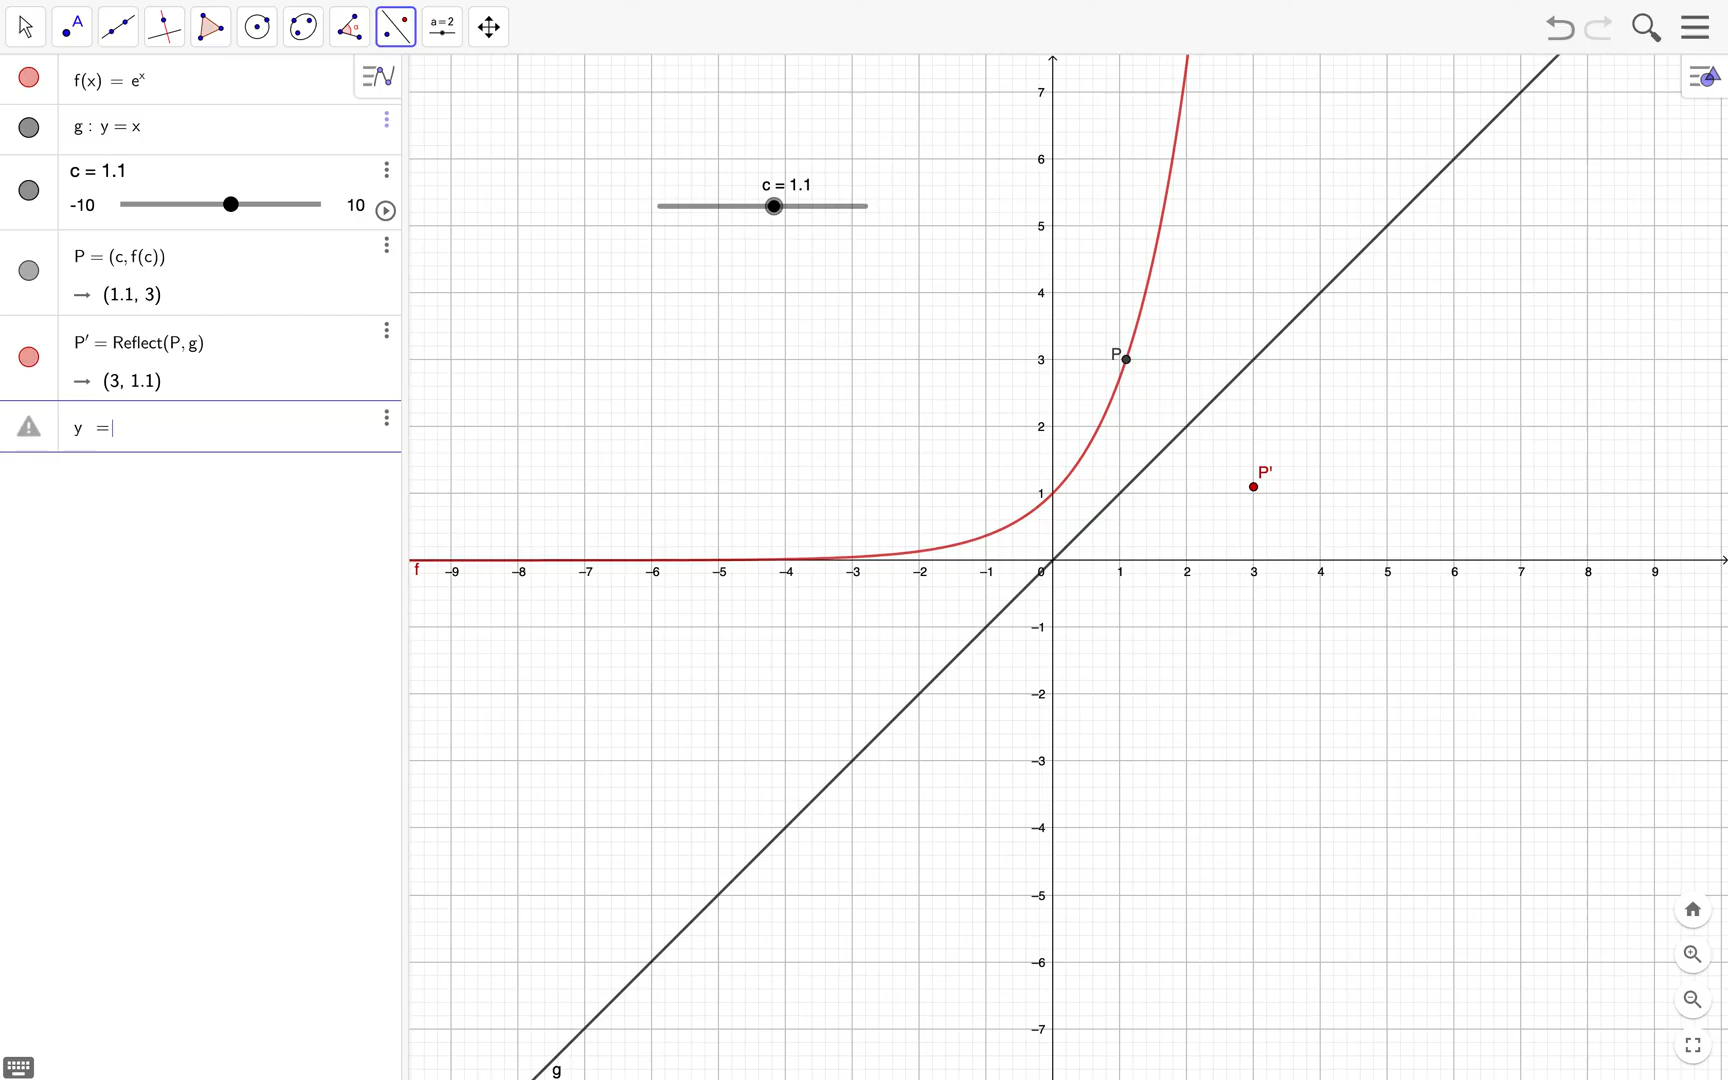 A
a=2
f(x) = eˣ
g : y = x
c = 1.1
-10 10
P = (c, f(c))
→ (1.1, 3)
P′ = Reflect(P, g)
→ (3, 1.1)
y =
c = 1.1
7
6
5
4
3
2
1
P
P'
f
–9 –8 –7 –6 –5 –4 –3 –2 –1 0 1 2 3 4 5 6 7 8 9
–1
–2
–3
–4
–5
–6
–7
g